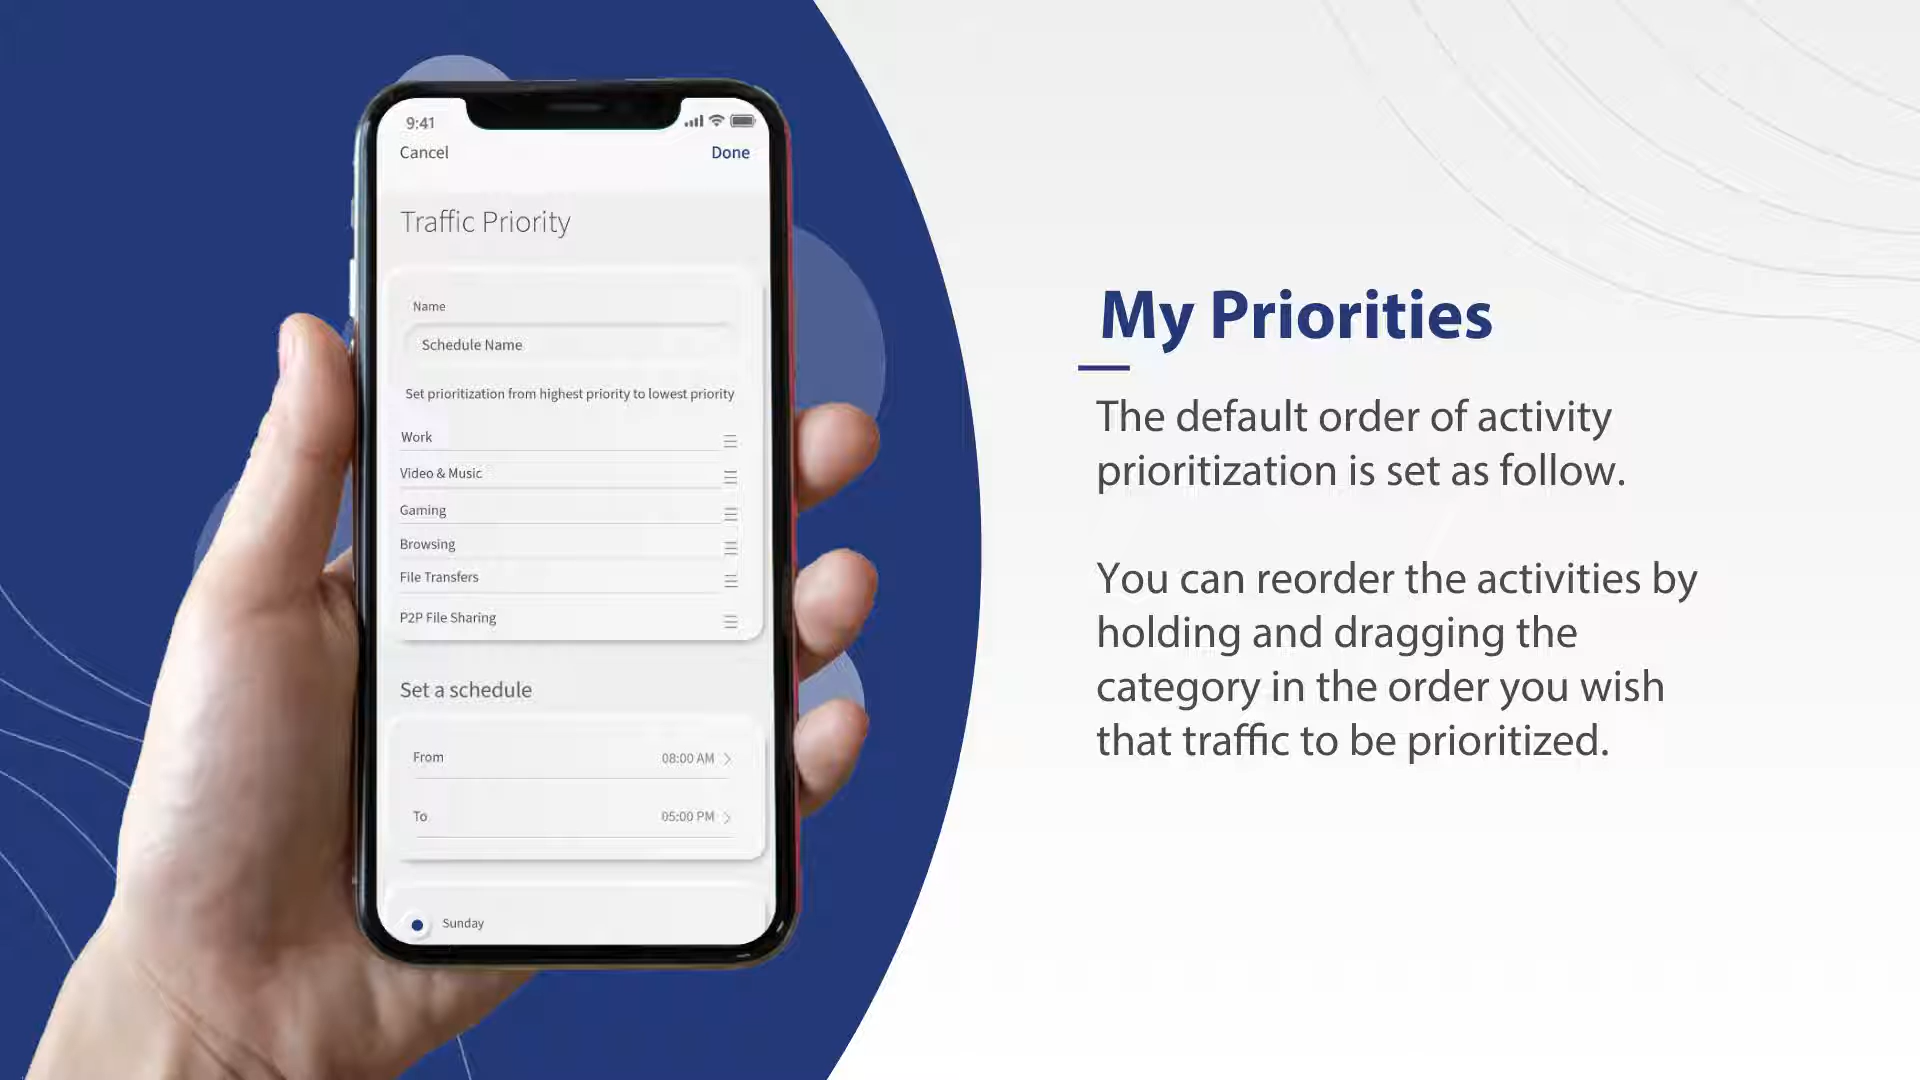 9:41
Cancel
Done
Traffic Priority
Name
Schedule Name
Set prioritization from highest priority to lowest priority
Work
Video & Music
Gaming
Browsing
File Transfers
P2P File Sharing
Set a schedule
From 08:00 AM
To 05:00 PM
Sunday
My Priorities
The default order of activity
prioritization is set as follow.
You can reorder the activities by
holding and dragging the
category in the order you wish
that traffic to be prioritized.